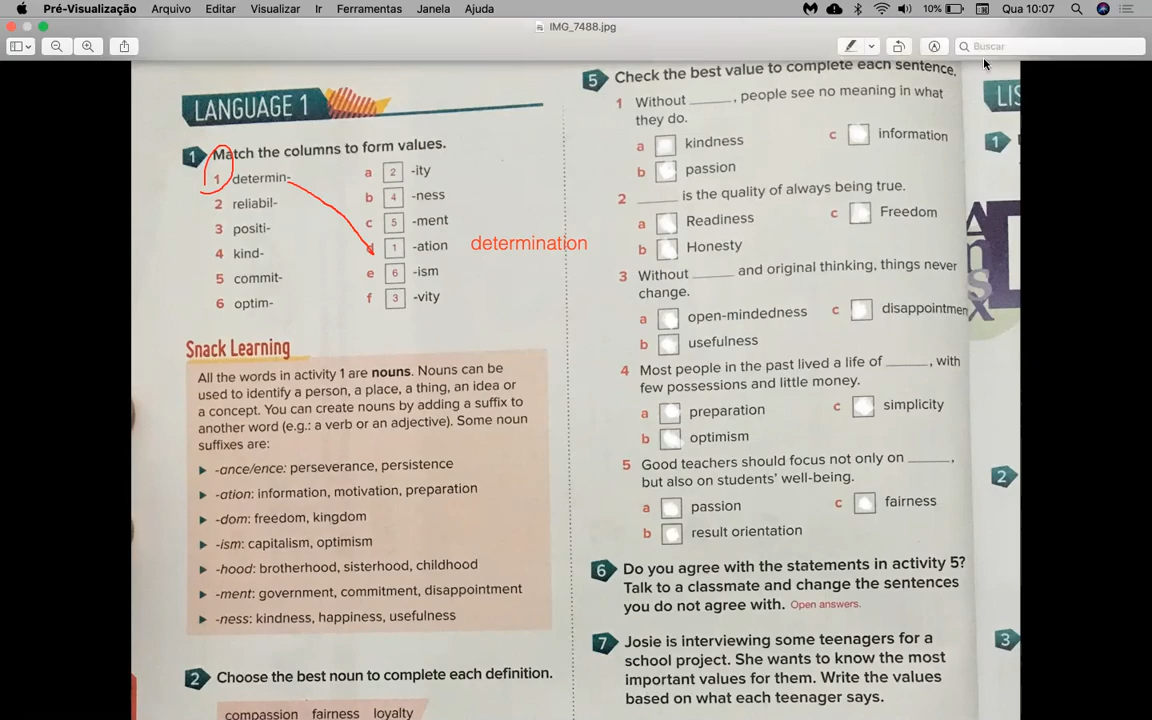 Pré-Visualização Arquivo Editar Visualizar Ir Ferramentas Janela Ajuda 10% Qua 10:07
IMG_7488.jpg
Buscar
LANGUAGE 1
1 Match the columns to form values.
1 determin- a 2 -ity
2 reliabil- b 4 -ness
3 positi- c 5 -ment
4 kind- d 1 -ation determination
5 commit- e 6 -ism
6 optim- f 3 -vity
Snack Learning
All the words in activity 1 are nouns. Nouns can be
used to identify a person, a place, a thing, an idea or
a concept. You can create nouns by adding a suffix to
another word (e.g.: a verb or an adjective). Some noun
suffixes are:
-ance/ence: perseverance, persistence
-ation: information, motivation, preparation
-dom: freedom, kingdom
-ism: capitalism, optimism
-hood: brotherhood, sisterhood, childhood
-ment: government, commitment, disappointment
-ness: kindness, happiness, usefulness
2 Choose the best noun to complete each definition.
compassion fairness loyalty
5 Check the best value to complete each sentence.
1 Without _____, people see no meaning in what
they do.
a kindness c information
b passion
2 _____ is the quality of always being true.
a Readiness c Freedom
b Honesty
3 Without _____ and original thinking, things never
change.
a open-mindedness c disappointmen
b usefulness
4 Most people in the past lived a life of _____, with
few possessions and little money.
a preparation c simplicity
b optimism
5 Good teachers should focus not only on _____,
but also on students' well-being.
a passion c fairness
b result orientation
6 Do you agree with the statements in activity 5?
Talk to a classmate and change the sentences
you do not agree with. Open answers.
7 Josie is interviewing some teenagers for a
school project. She wants to know the most
important values for them. Write the values
based on what each teenager says.
LIS
1
2
3